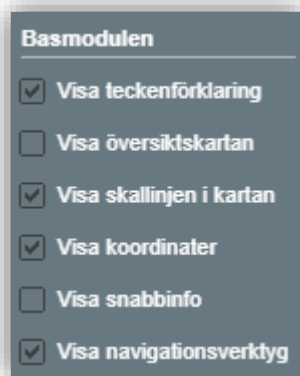 Basmodulen
Visa teckenförklaring
Visa översiktskartan
Visa skallinjen i kartan
Visa koordinater
Visa snabbinfo
Visa navigationsverktyg